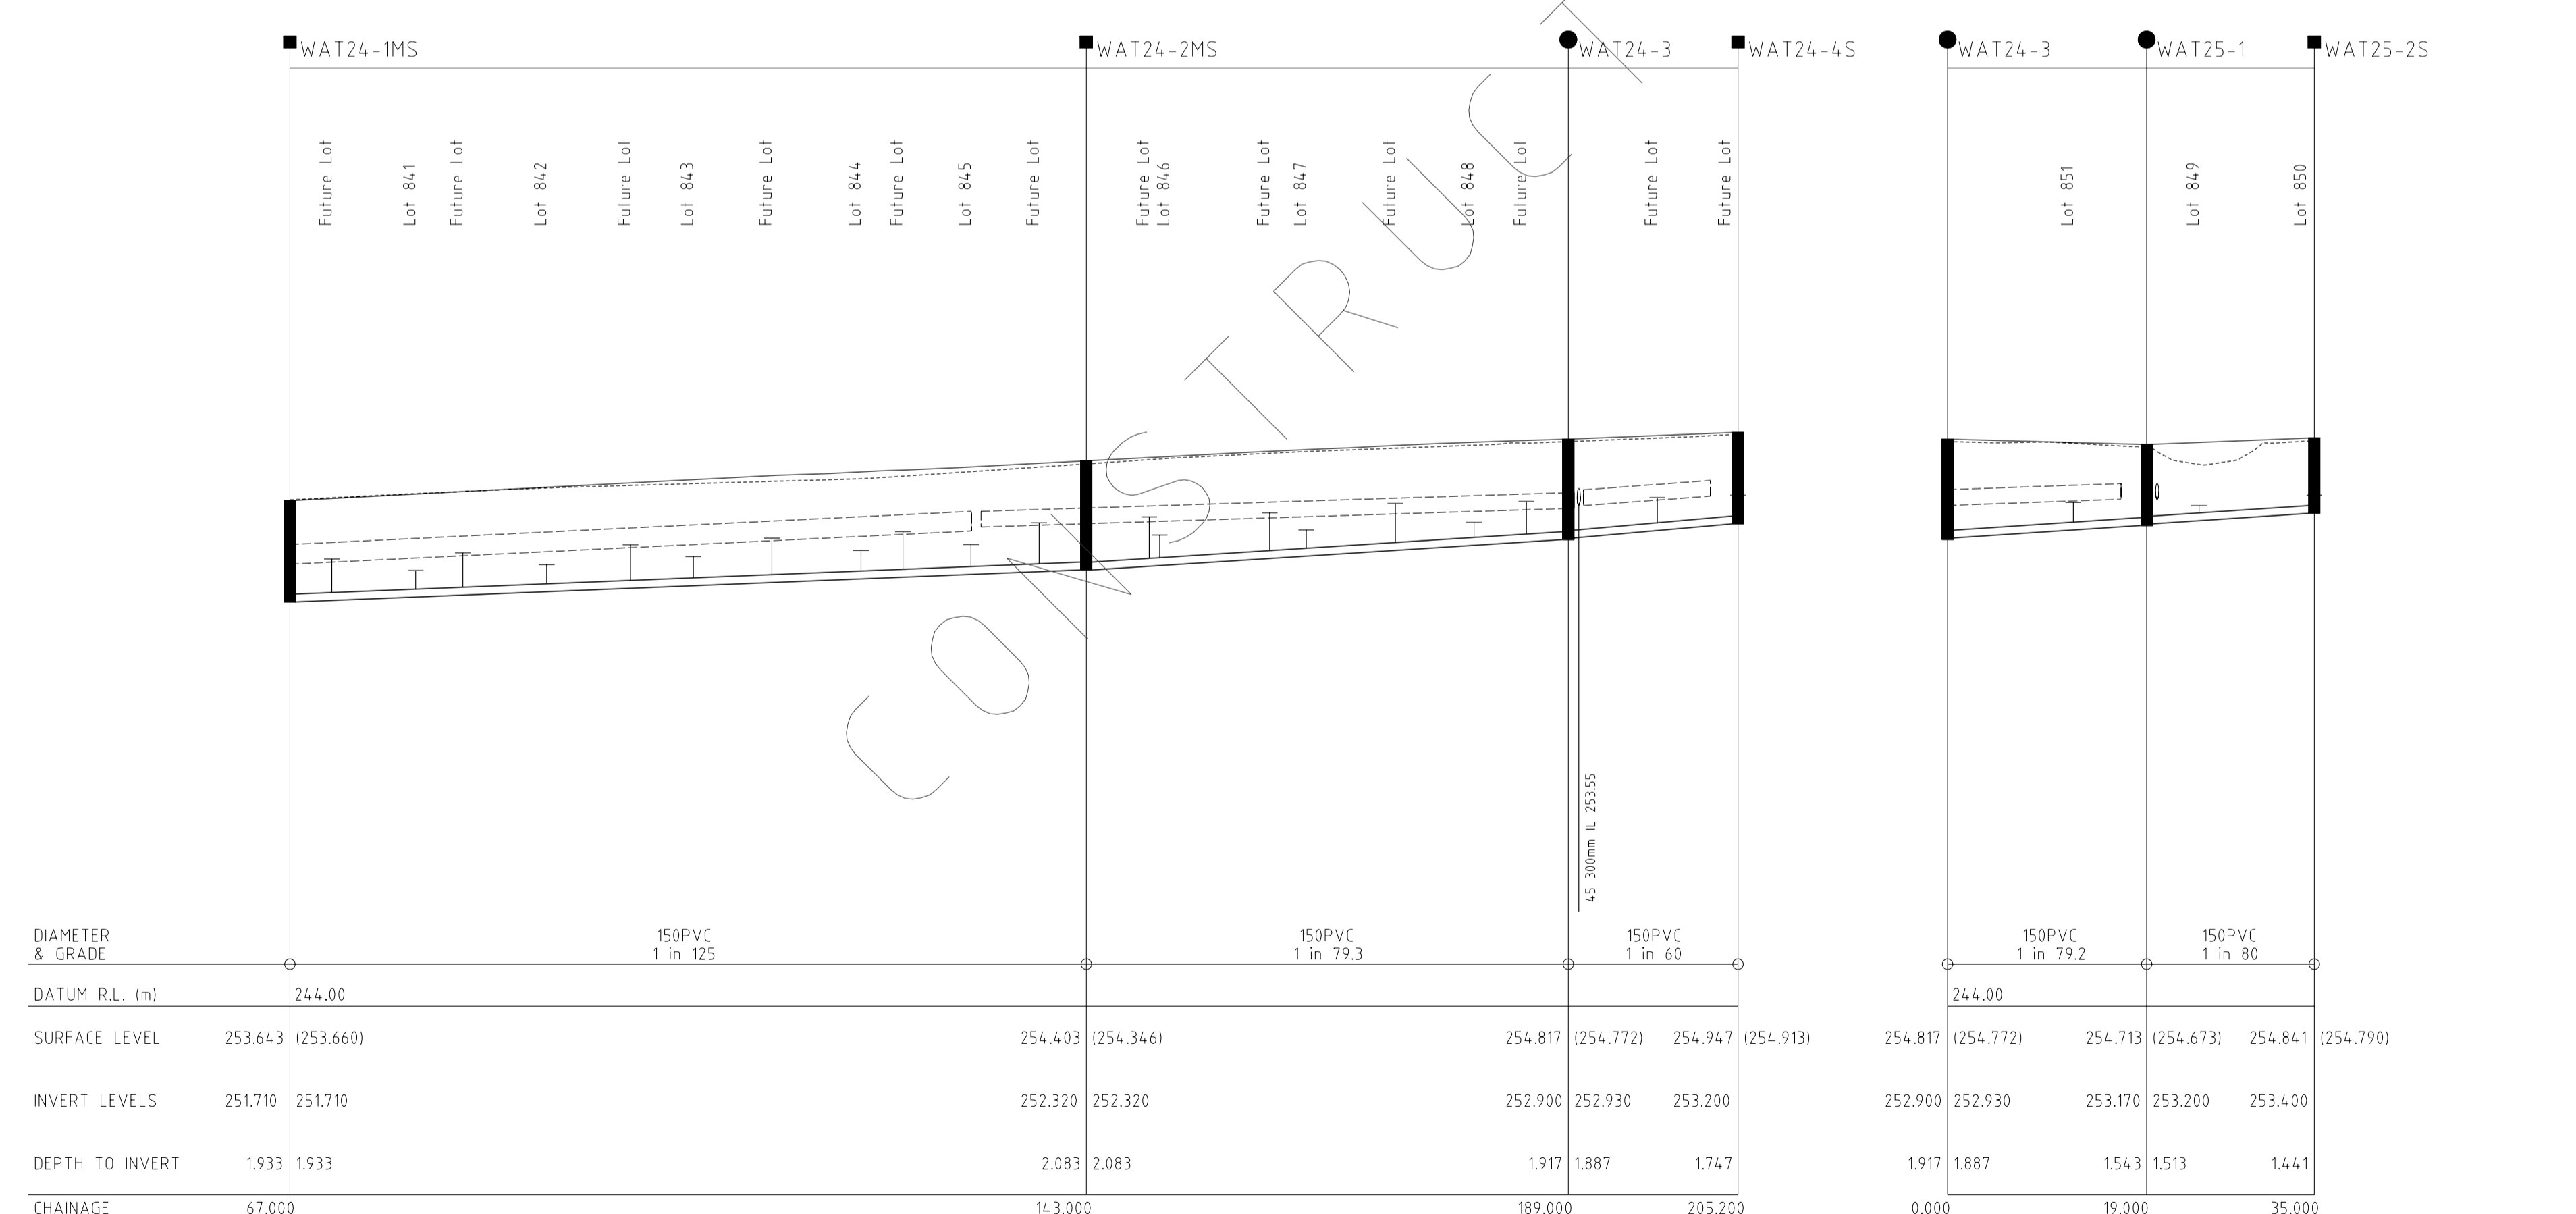 WAT24-1MS WAT24-2MS WAT24-3 WAT24-4S WAT24-3 WAT25-1 WAT25-2S
Future Lot
Lot 841
Future Lot
Lot 842
Future Lot
Lot 843
Future Lot
Lot 844
Future Lot
Lot 845
Future Lot
Future Lot
Lot 846
Future Lot
Lot 847
Future Lot
Lot 848
Future Lot
Future Lot
Future Lot
Lot 851
Lot 849
Lot 850
CONSTRUCT
45 300mm IL 253.55
DIAMETER 150PVC 150PVC 150PVC 150PVC 150PVC
& GRADE 1 in 125 1 in 79.3 1 in 60 1 in 79.2 1 in 80
DATUM R.L. (m) 244.00 244.00
SURFACE LEVEL 253.643 (253.660) 254.403 (254.346) 254.817 (254.772) 254.947 (254.913) 254.817 (254.772) 254.713 (254.673) 254.841 (254.790)
INVERT LEVELS 251.710 251.710 252.320 252.320 252.900 252.930 253.200 252.900 252.930 253.170 253.200 253.400
DEPTH TO INVERT 1.933 1.933 2.083 2.083 1.917 1.887 1.747 1.917 1.887 1.543 1.513 1.441
CHAINAGE 67.000 143.000 189.000 205.200 0.000 19.000 35.000